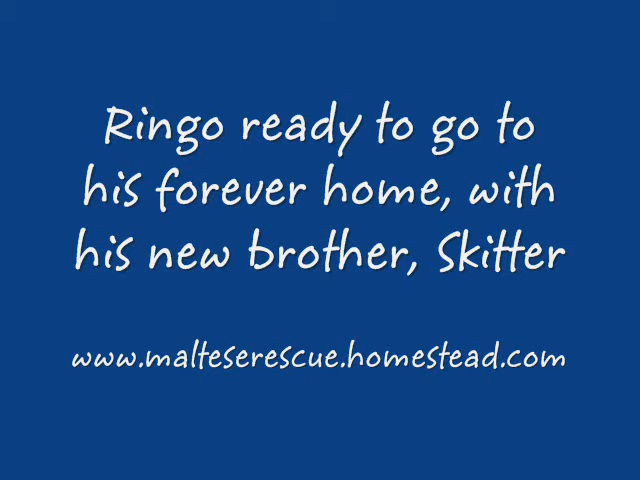 Ringo ready to go to
his forever home, with
his new brother, Skitter
www.malteserescue.homestead.com